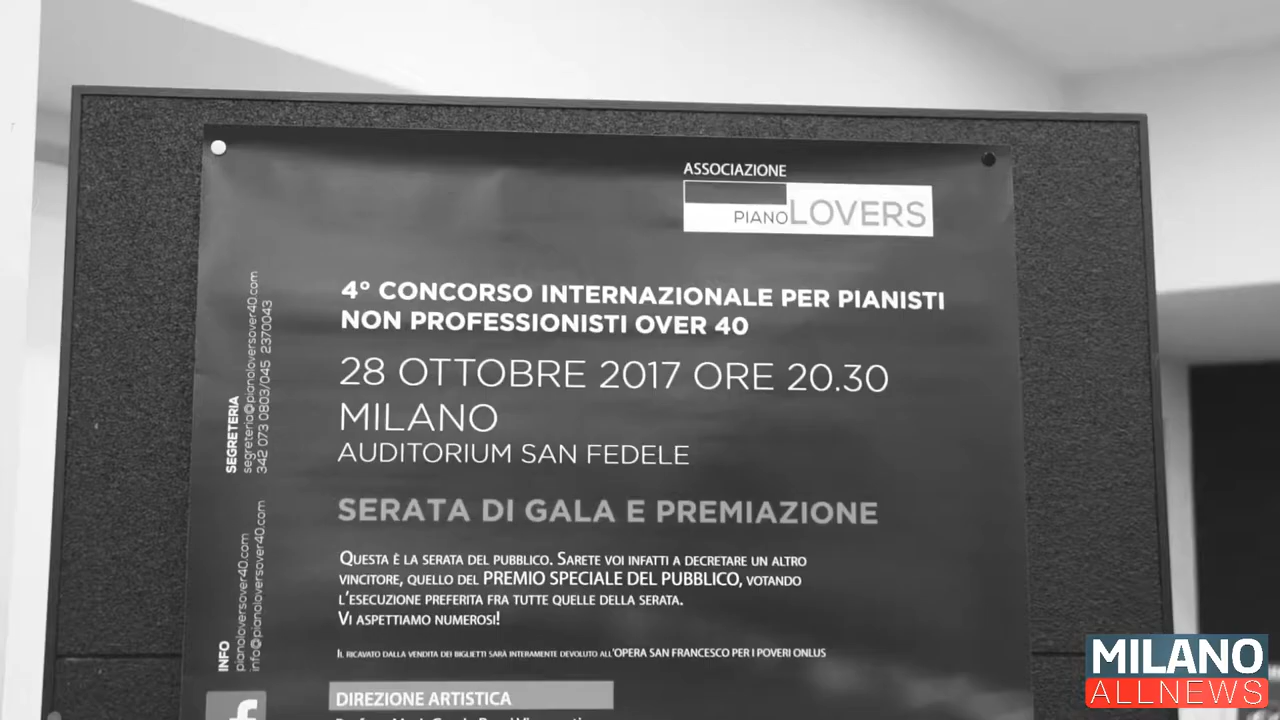 ASSOCIAZIONE
PIANOLOVERS
4° CONCORSO INTERNAZIONALE PER PIANISTI
NON PROFESSIONISTI OVER 40
28 OTTOBRE 2017 ORE 20.30
MILANO
AUDITORIUM SAN FEDELE
SERATA DI GALA E PREMIAZIONE
QUESTA È LA SERATA DEL PUBBLICO. SARETE VOI INFATTI A DECRETARE UN ALTRO
VINCITORE, QUELLO DEL PREMIO SPECIALE DEL PUBBLICO, VOTANDO
L'ESECUZIONE PREFERITA FRA TUTTE QUELLE DELLA SERATA.
VI ASPETTIAMO NUMEROSI!
IL RICAVATO DALLA VENDITA DEI BIGLIETTI SARÀ INTERAMENTE DEVOLUTO ALL'OPERA SAN FRANCESCO PER I POVERI ONLUS
DIREZIONE ARTISTICA
SEGRETERIA
segreteria@pianoloversover40.com
342 073 0803/045 2370043
INFO
pianoloversover40.com
info@pianoloversover40.com
f
MILANO
ALLNEWS